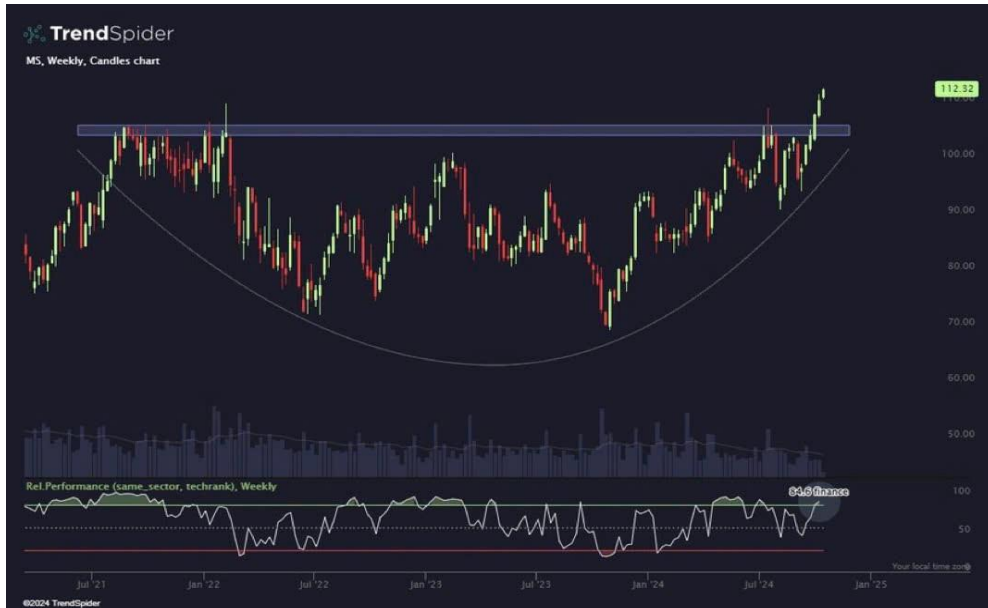 TrendSpider
MS, Weekly, Candles chart
112.32
110.00
100.00
90.00
80.00
70.00
60.00
50.00
Rel.Performance (same_sector, techrank), Weekly
84.6 finance
100
50
0
Your local time zone
Jul '21
Jan '22
Jul '22
Jan '23
Jul '23
Jan '24
Jul '24
Jan '25
©2024 TrendSpider